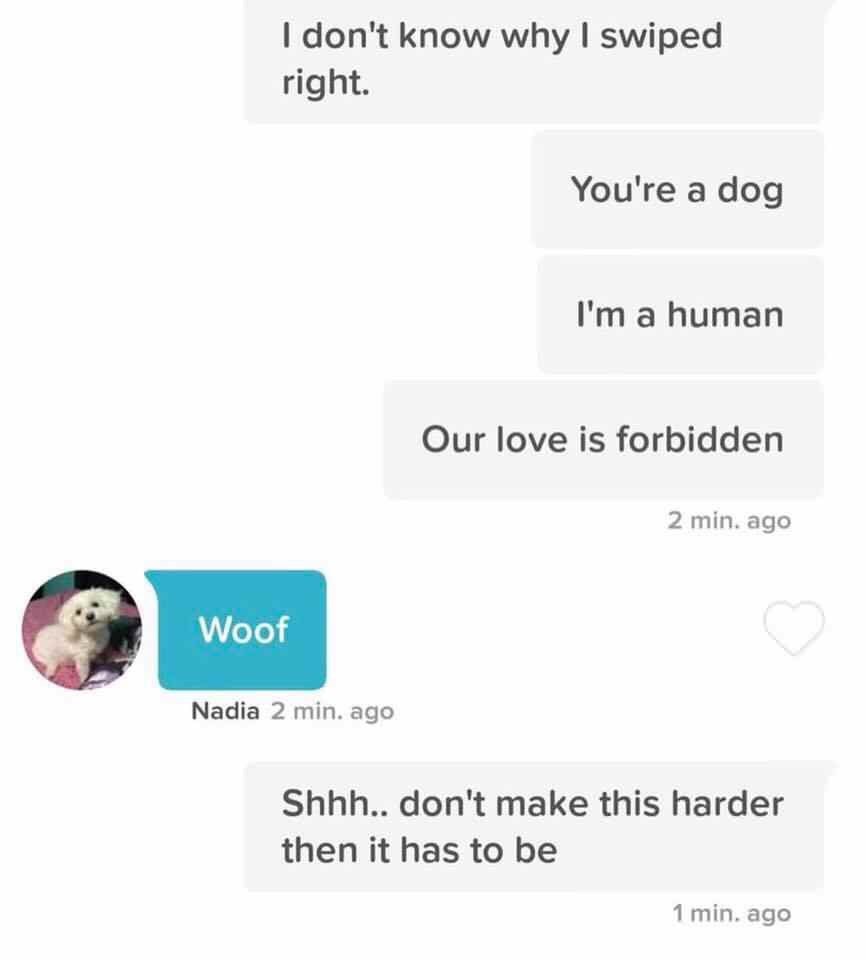 I don't know why I swiped
right.
You're a dog
I'm a human
Our love is forbidden
2 min. ago
Woof
Nadia 2 min. ago
Shhh.. don't make this harder
then it has to be
1 min. ago